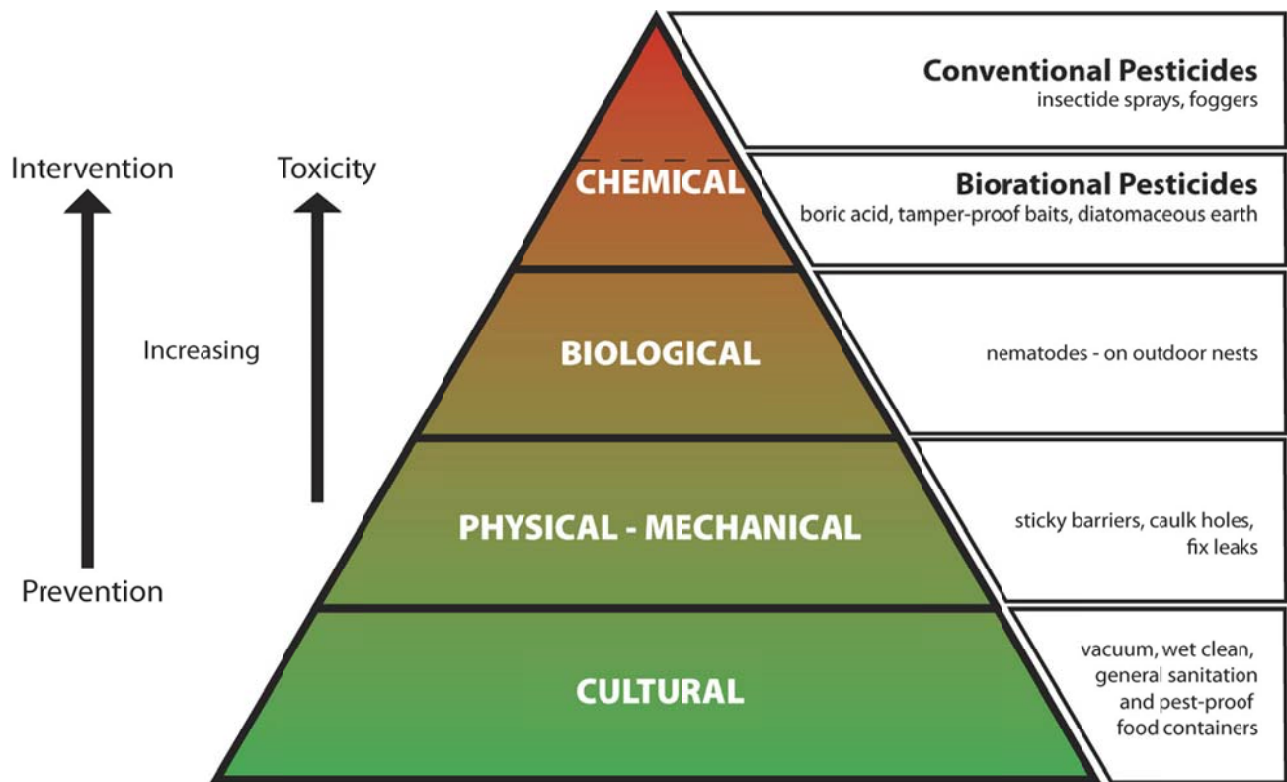 Conventional Pesticides
insectide sprays, foggers
Intervention
Toxicity
CHEMICAL
Biorational Pesticides
boric acid, tamper-proof baits, diatomaceous earth
Increasing
BIOLOGICAL
nematodes - on outdoor nests
PHYSICAL - MECHANICAL
sticky barriers, caulk holes,
fix leaks
Prevention
CULTURAL
vacuum, wet clean,
general sanitation
and pest-proof
food containers